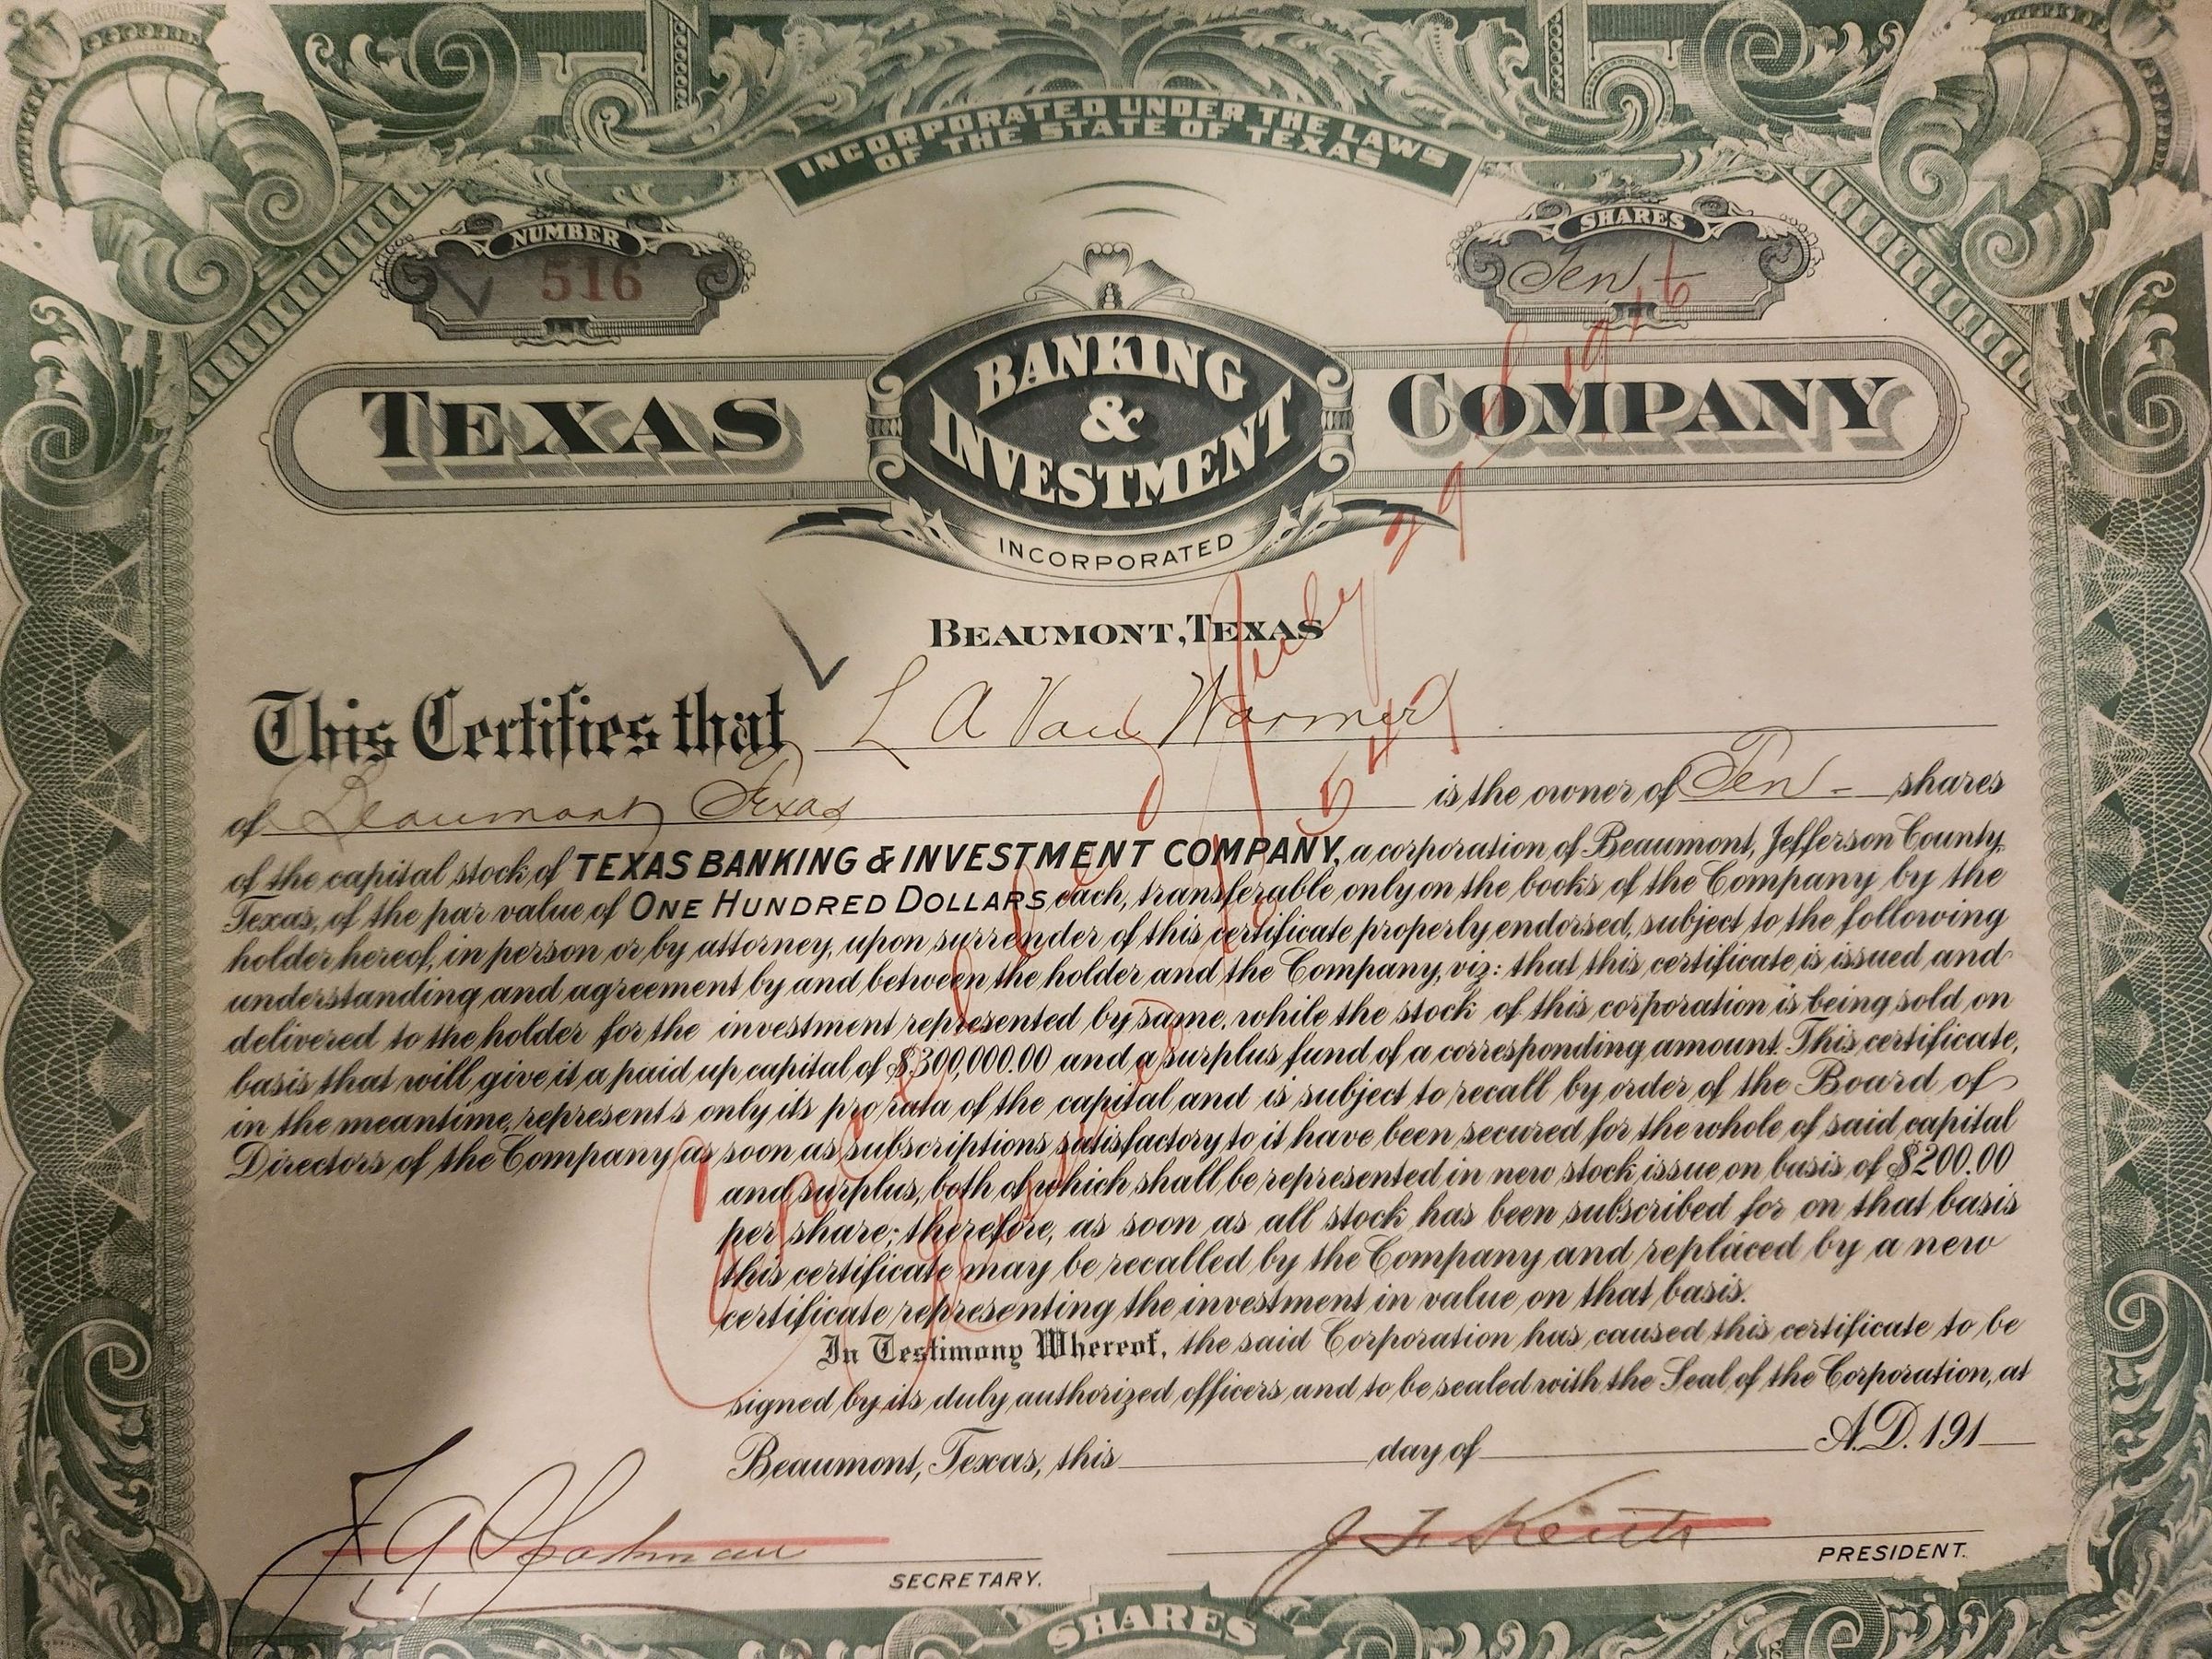 INCORPORATED UNDER THE LAWS
OF THE STATE OF TEXAS
NUMBER
516
SHARES
Ten
TEXAS BANKING & INVESTMENT COMPANY
INCORPORATED
BEAUMONT, TEXAS
This Certifies that L A Van Wormer
of Beaumont Texas is the owner of Ten shares
of the capital stock of TEXAS BANKING & INVESTMENT COMPANY, a corporation of Beaumont, Jefferson County,
Texas, of the par value of ONE HUNDRED DOLLARS each, transferable only on the books of the Company by the
holder hereof, in person or by attorney, upon surrender of this certificate properly endorsed, subject to the following
understanding and agreement by and between the holder and the Company, viz: that this certificate is issued and
delivered to the holder for the investment represented by same, while the stock of this corporation is being sold on
basis that will give it a paid up capital of $300,000.00 and a surplus fund of a corresponding amount. This certificate,
in the meantime, represents only its pro rata of the capital and is subject to recall by order of the Board of
Directors of the Company as soon as subscriptions satisfactory to it have been secured for the whole of said capital
and surplus, both of which shall be represented in new stock issue on basis of $200.00
per share; therefore, as soon as all stock has been subscribed for on that basis
this certificate may be recalled by the Company and replaced by a new
certificate representing the investment in value on that basis.
In Testimony Whereof, the said Corporation has caused this certificate to be
signed by its duly authorized officers and to be sealed with the Seal of the Corporation, at
Beaumont, Texas, this day of A.D. 191
July 29
547
SECRETARY.
J F Keith
PRESIDENT.
SHARES